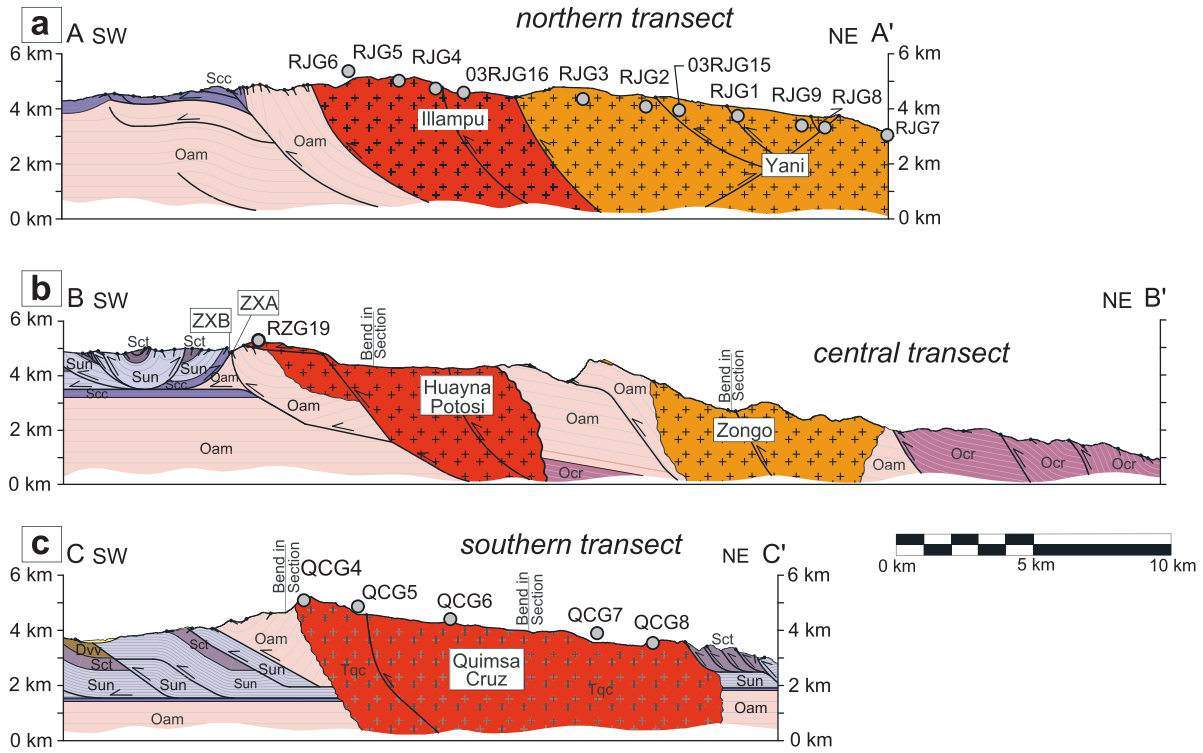 a
northern transect
A SW
NE A'
6 km
6 km
RJG6
RJG5
RJG4
03RJG16
RJG3
RJG2
03RJG15
RJG1
RJG9
RJG8
RJG7
Scc
4 km
4 km
Illampu
Oam
Oam
Yani
2 km
2 km
0 km
0 km
b
B SW
NE B'
ZXB
ZXA
RZG19
Bend in
Section
central transect
6 km
Sct
Sct
Sun
Sun
Sun
Scc
Scc
Oam
4 km
Huayna
Potosi
Oam
Oam
Oam
Bend in
Section
Zongo
2 km
Oam
Ocr
Oam
Ocr
Ocr
Ocr
0 km
c
C SW
southern transect
NE C'
Bend in
Section
Bend in
Section
0 km
5 km
10 km
6 km
6 km
QCG4
QCG5
QCG6
QCG7
QCG8
4 km
4 km
Dvv
Sct
Sct
Oam
Sun
Sun
Sun
Tqc
Quimsa
Cruz
Tqc
Sct
Sun
2 km
2 km
Oam
Oam
0 km
0 km